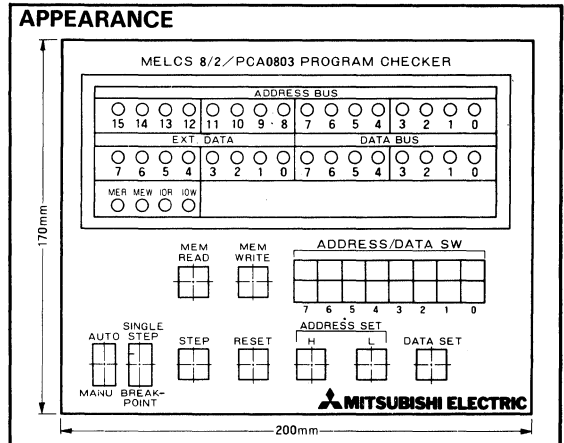 APPEARANCE
MELCS 8/2/PCA0803 PROGRAM CHECKER
ADDRESS BUS
15 14 13 12 11 10 9 8 7 6 5 4 3 2 1 0
EXT. DATA DATA BUS
7 6 5 4 3 2 1 0 7 6 5 4 3 2 1 0
MER MEW IOR IOW
170mm
MEM READ
MEM WRITE
ADDRESS/DATA SW
7 6 5 4 3 2 1 0
ADDRESS SET
H L
AUTO
SINGLE STEP
STEP
RESET
DATA SET
MANU
BREAK-
POINT
MITSUBISHI ELECTRIC
200mm